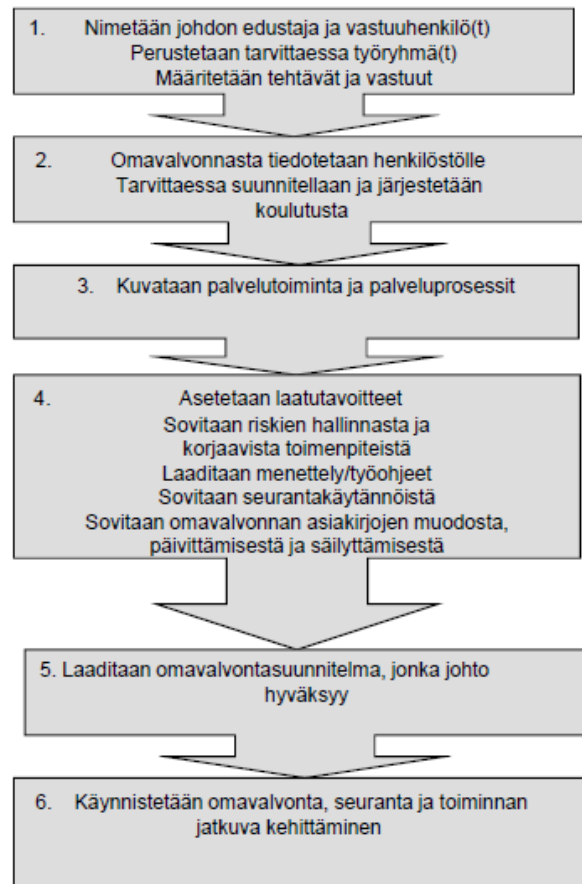 1. Nimetään johdon edustaja ja vastuuhenkilö(t)
Perustetaan tarvittaessa työryhmä(t)
Määritetään tehtävät ja vastuut
2. Omavalvonnasta tiedotetaan henkilöstölle
Tarvittaessa suunnitellaan ja järjestetään
koulutusta
3. Kuvataan palvelutoiminta ja palveluprosessit
4. Asetetaan laatutavoitteet
Sovitaan riskien hallinnasta ja
korjaavista toimenpiteistä
Laaditaan menettely/työohjeet
Sovitaan seurantakäytännöistä
Sovitaan omavalvonnan asiakirjojen muodosta,
päivittämisestä ja säilyttämisestä
5. Laaditaan omavalvontasuunnitelma, jonka johto
hyväksyy
6. Käynnistetään omavalvonta, seuranta ja toiminnan
jatkuva kehittäminen